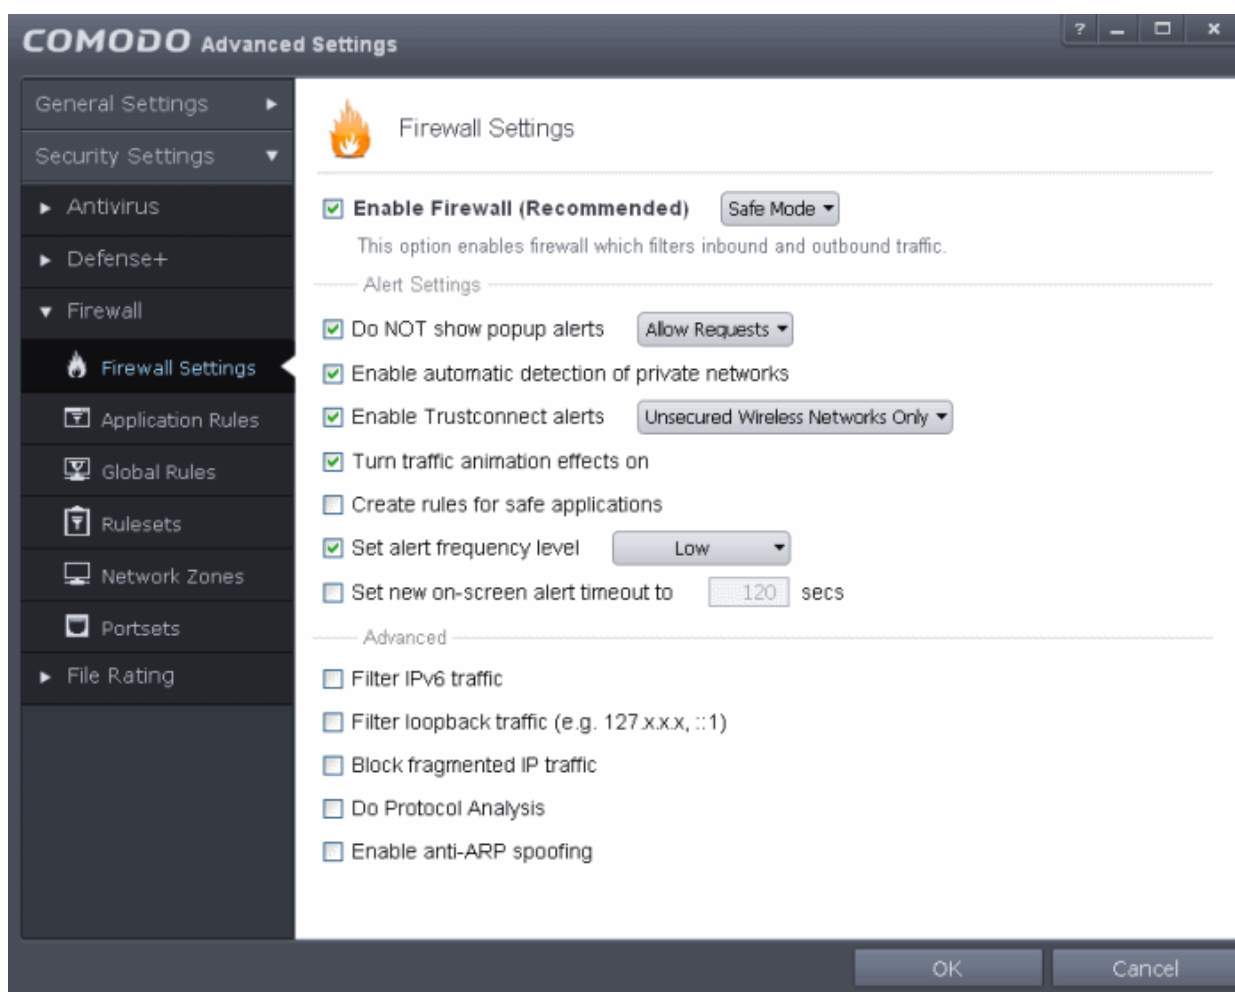 COMODO Advanced Settings
?
General Settings
Security Settings
Antivirus
Defense+
Firewall
Firewall Settings
Application Rules
Global Rules
Rulesets
Network Zones
Portsets
File Rating
Firewall Settings
Enable Firewall (Recommended) Safe Mode
This option enables firewall which filters inbound and outbound traffic.
Alert Settings
Do NOT show popup alerts Allow Requests
Enable automatic detection of private networks
Enable Trustconnect alerts Unsecured Wireless Networks Only
Turn traffic animation effects on
Create rules for safe applications
Set alert frequency level Low
Set new on-screen alert timeout to 120 secs
Advanced
Filter IPv6 traffic
Filter loopback traffic (e.g. 127.x.x.x, ::1)
Block fragmented IP traffic
Do Protocol Analysis
Enable anti-ARP spoofing
OK Cancel